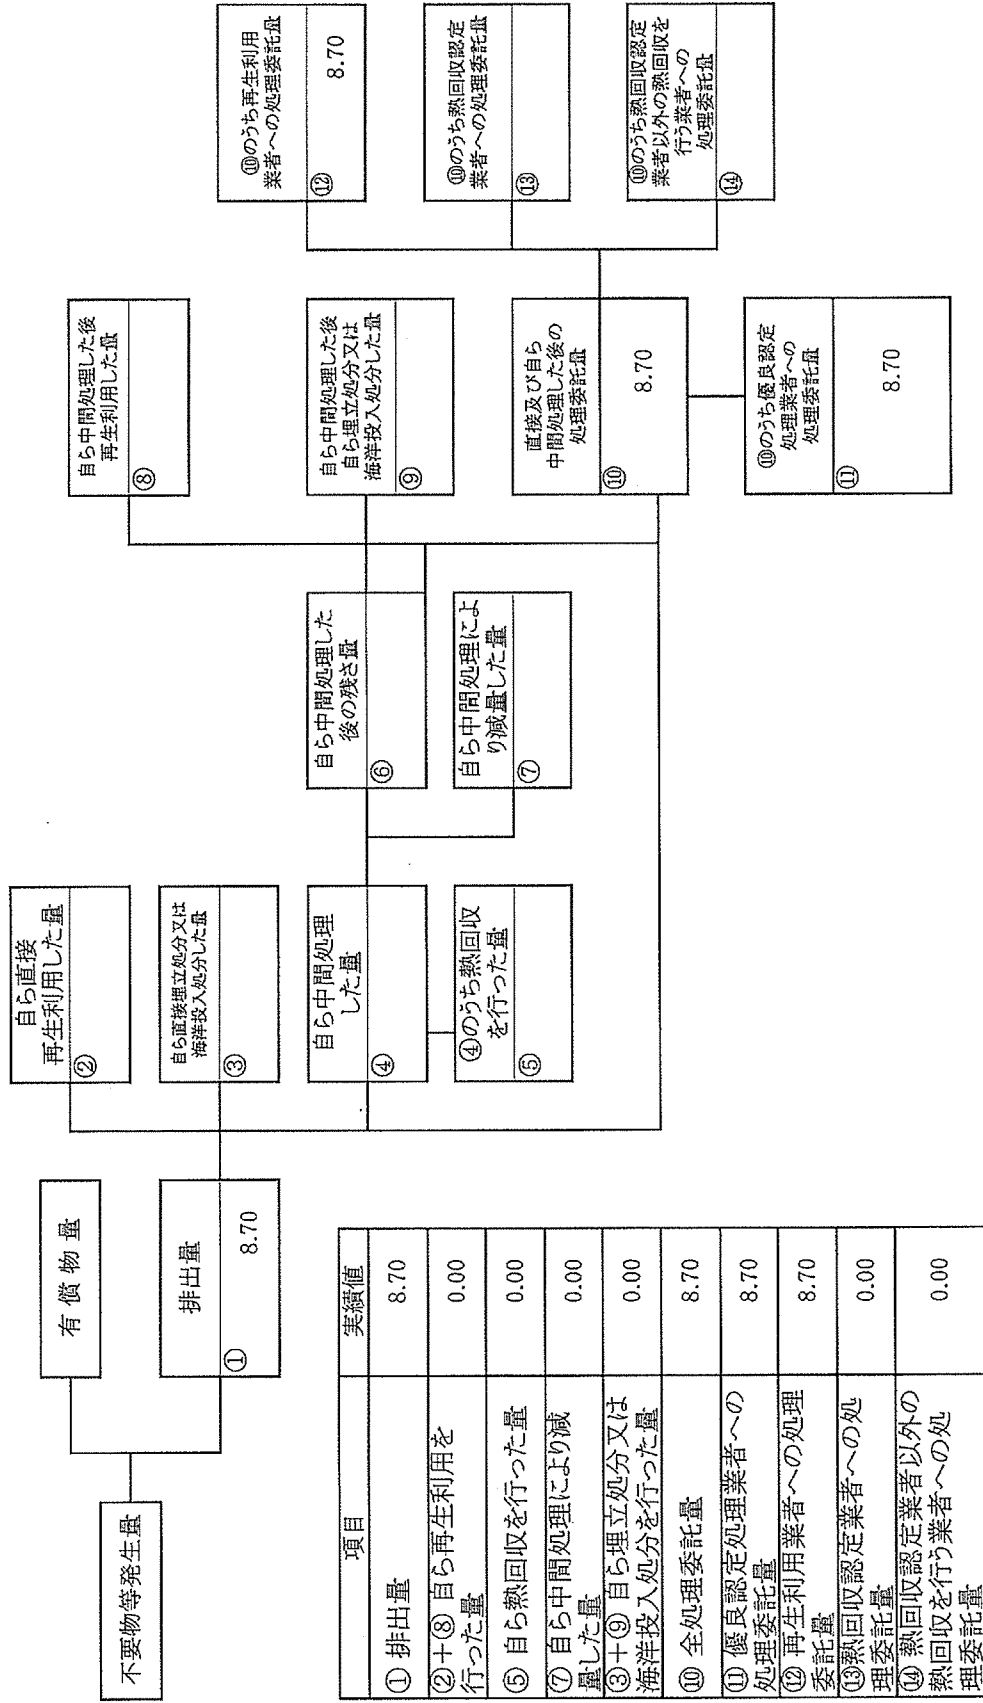 不要物等発生量
有償物量
排出量
①
8.70
自ら直接
再生利用した量
②
自ら直接埋立処分又は
海洋投入処分した量
③
自ら中間処理
した量
④
④のうち熱回収
を行った量
⑤
自ら中間処理した
後の残さ量
⑥
自ら中間処理によ
り減量した量
⑦
自ら中間処理した後
再生利用した量
⑧
自ら中間処理した後
自ら埋立処分又は
海洋投入処分した量
⑨
直接及び自ら
中間処理した後の
処理委託量
⑩
8.70
⑩のうち優良認定
処理業者への
処理委託量
⑪
8.70
⑩のうち再生利用
業者への処理委託量
⑫
8.70
⑩のうち熱回収認定
業者への処理委託量
⑬
⑩のうち熱回収認定
業者以外の熱回収を
行う業者への
処理委託量
⑭
項目 実績値
① 排出量 8.70
②+⑧ 自ら再生利用を
行った量 0.00
⑤ 自ら熱回収を行った量 0.00
⑦ 自ら中間処理により減
量した量 0.00
③+⑨ 自ら埋立処分又は
海洋投入処分を行った量 0.00
⑩ 全処理委託量 8.70
⑪ 優良認定処理業者への
処理委託量 8.70
⑫ 再生利用業者への処理
委託量 8.70
⑬熱回収認定業者への処
理委託量 0.00
⑭ 熱回収認定業者以外の
熱回収を行う業者への処
理委託量 0.00